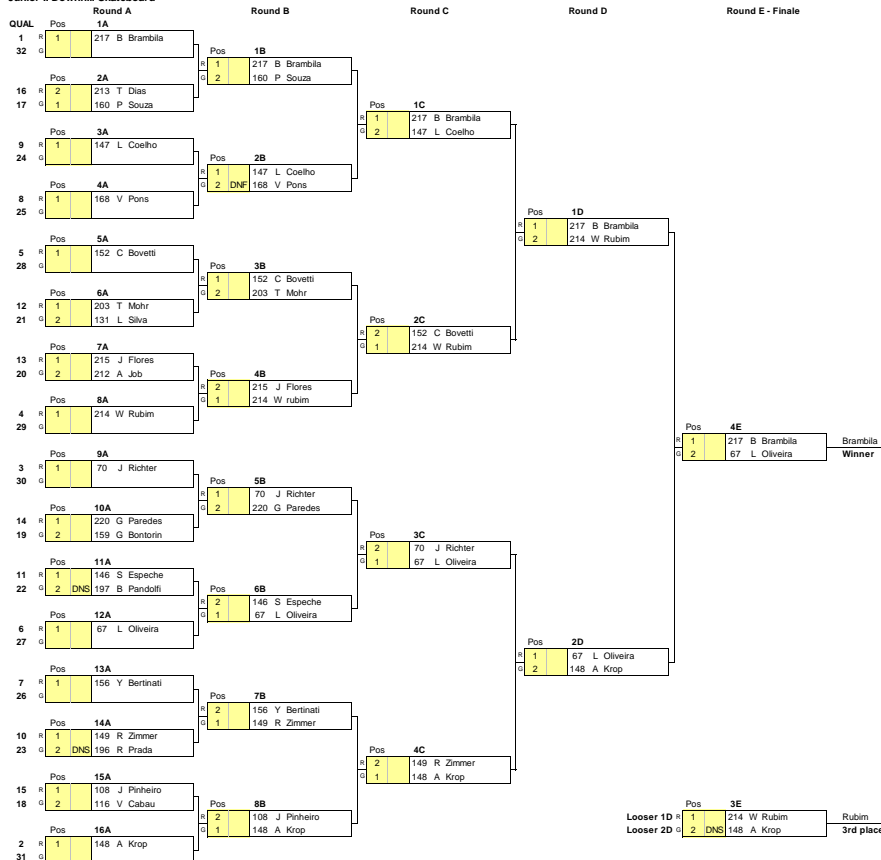 Round A Round B Round C Round D Round E - Finale
QUAL Pos 1A
1 R 1 217 B Brambila
32 G
Pos 2A
16 R 2 213 T Dias
17 G 1 160 P Souza
Pos 3A
9 R 1 147 L Coelho
24 G
Pos 4A
8 R 1 168 V Pons
25 G
Pos 5A
5 R 1 152 C Bovetti
28 G
Pos 6A
12 R 1 203 T Mohr
21 G 2 131 L Silva
Pos 7A
13 R 1 215 J Flores
20 G 2 212 A Job
Pos 8A
4 R 1 214 W Rubim
29 G
Pos 9A
3 R 1 70 J Richter
30 G
Pos 10A
14 R 1 220 G Paredes
19 G 2 159 G Bontorin
Pos 11A
11 R 1 146 S Espeche
22 G 2 DNS 197 B Pandolfi
Pos 12A
6 R 1 67 L Oliveira
27 G
Pos 13A
7 R 1 156 Y Bertinati
26 G
Pos 14A
10 R 1 149 R Zimmer
23 G 2 DNS 196 R Prada
Pos 15A
15 R 1 108 J Pinheiro
18 G 2 116 V Cabau
Pos 16A
2 R 1 148 A Krop
31 G
Pos 1B
R 1 217 B Brambila
G 2 160 P Souza
Pos 2B
R 1 147 L Coelho
G 2 DNF 168 V Pons
Pos 3B
R 1 152 C Bovetti
G 2 203 T Mohr
Pos 4B
R 2 215 J Flores
G 1 214 W rubim
Pos 5B
R 1 70 J Richter
G 2 220 G Paredes
Pos 6B
R 2 146 S Espeche
G 1 67 L Oliveira
Pos 7B
R 2 156 Y Bertinati
G 1 149 R Zimmer
Pos 8B
R 2 108 J Pinheiro
G 1 148 A Krop
Pos 1C
R 1 217 B Brambila
G 2 147 L Coelho
Pos 2C
R 2 152 C Bovetti
G 1 214 W Rubim
Pos 3C
R 2 70 J Richter
G 1 67 L Oliveira
Pos 4C
R 2 149 R Zimmer
G 1 148 A Krop
Pos 1D
R 1 217 B Brambila
G 2 214 W Rubim
Pos 2D
R 1 67 L Oliveira
G 2 148 A Krop
Pos 4E
R 1 217 B Brambila Brambila
G 2 67 L Oliveira Winner
Pos 3E
Looser 1D R 1 214 W Rubim Rubim
Looser 2D G 2 DNS 148 A Krop 3rd place